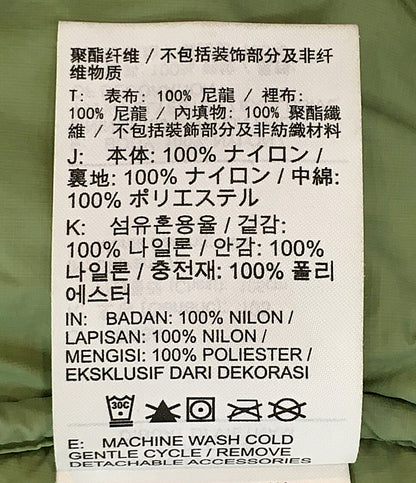 聚酯纤维 / 不包括装饰部分及非纤
维物质
T: 表布: 100% 尼龍 / 裡布:
100% 尼龍 / 內填物: 100% 聚酯纖
維 / 不包括裝飾部分及非紡織材料
J: 本体: 100% ナイロン /
裏地: 100% ナイロン / 中綿:
100% ポリエステル
K: 섬유혼용율 / 겉감:
100% 나일론 / 안감: 100%
나일론 / 충전재: 100% 폴리
에스터
IN: BADAN: 100% NILON /
LAPISAN: 100% NILON /
MENGISI: 100% POLIESTER /
EKSKLUSIF DARI DEKORASI
30C
E: MACHINE WASH COLD
GENTLE CYCLE / REMOVE
DETACHABLE ACCESSORIES